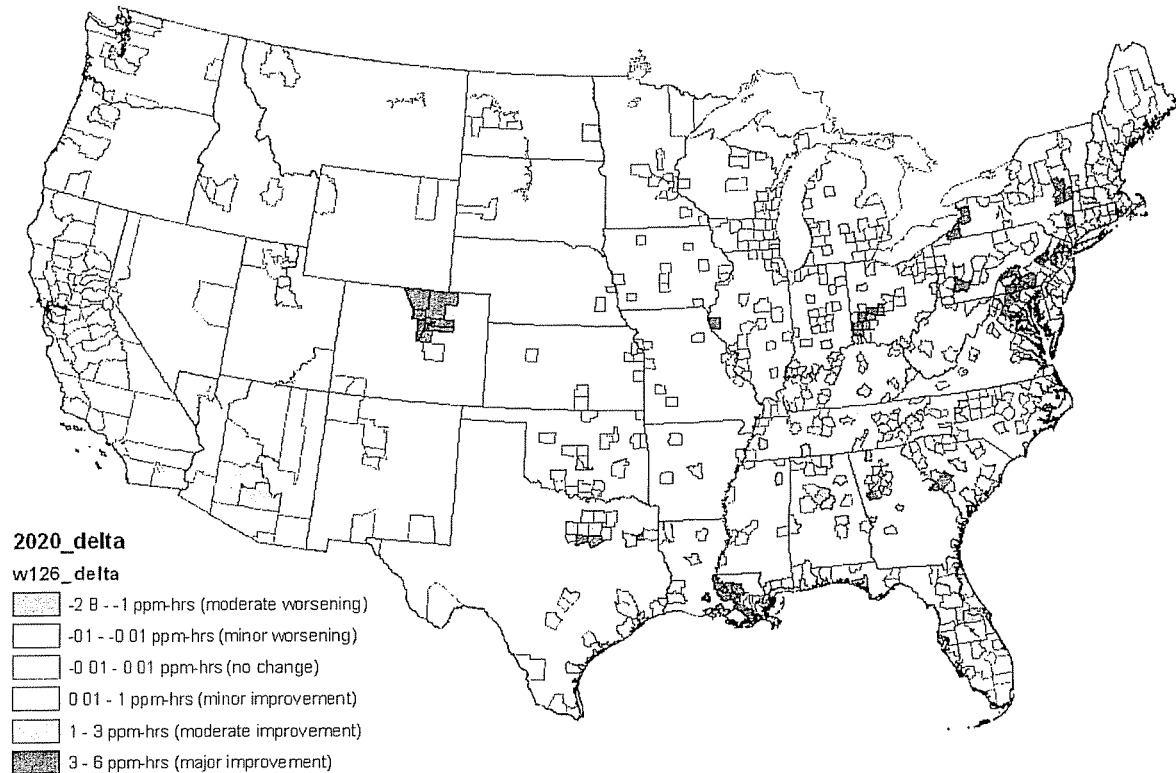 2020_delta
w126_delta
-2 8 - -1 ppm-hrs (moderate worsening)
-01 - -0 01 ppm-hrs (minor worsening)
-0 01 - 0 01 ppm-hrs (no change)
0 01 - 1 ppm-hrs (minor improvement)
1 - 3 ppm-hrs (moderate improvement)
3 - 6 ppm-hrs (major improvement)